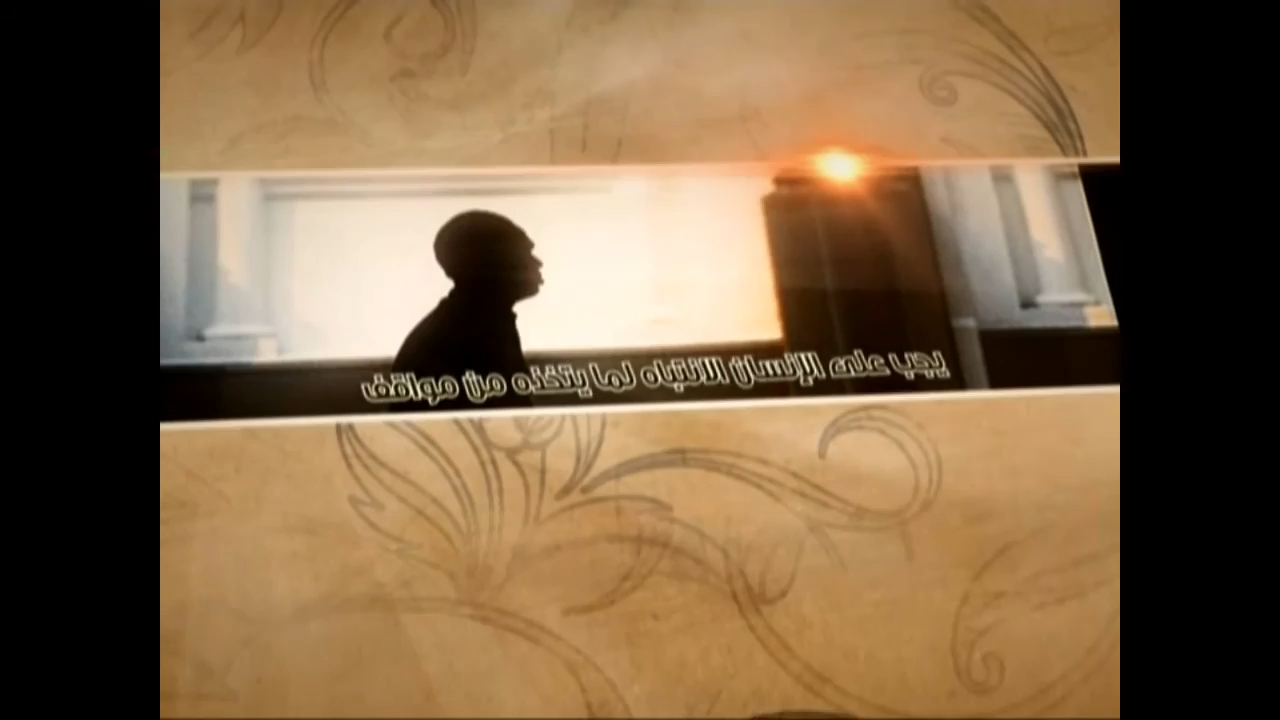 يجب على الإنسان الانتباه لما يتخذه من مواقف